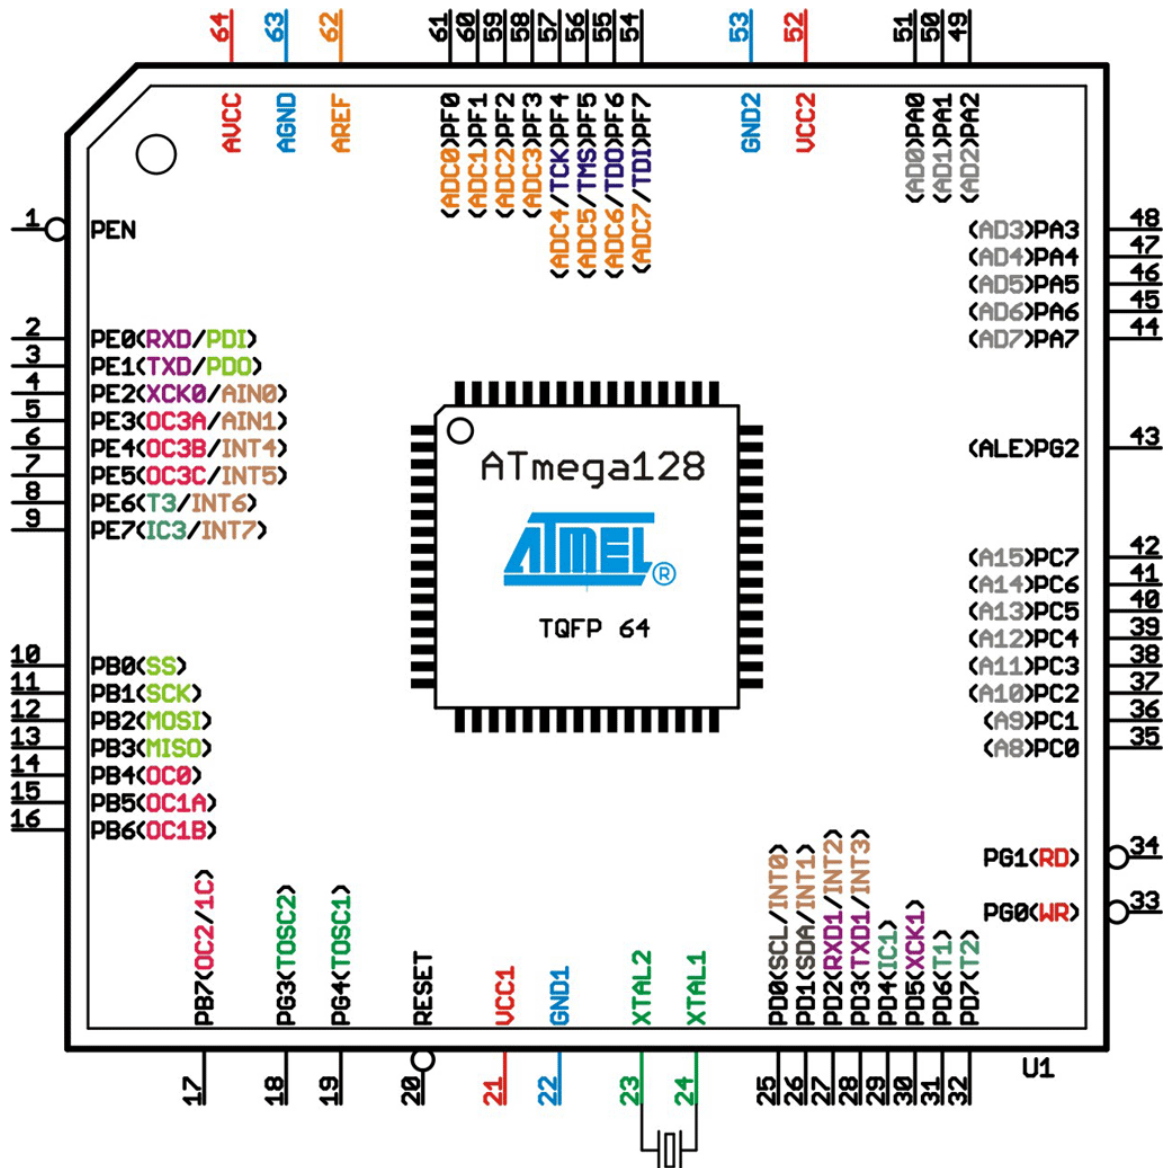 64 63 62 61 60 59 58 57 56 55 54 53 52 51 50 49
AVCC
AGND
AREF
(ADC0)PF0
(ADC1)PF1
(ADC2)PF2
(ADC3)PF3
(ADC4/TCK)PF4
(ADC5/TMS)PF5
(ADC6/TDO)PF6
(ADC7/TDI)PF7
GND2
VCC2
(AD0)PA0
(AD1)PA1
(AD2)PA2
1 PEN
2 PE0(RXD/PDI)
3 PE1(TXD/PDO)
4 PE2(XCK0/AIN0)
5 PE3(OC3A/AIN1)
6 PE4(OC3B/INT4)
7 PE5(OC3C/INT5)
8 PE6(T3/INT6)
9 PE7(IC3/INT7)
10 PB0(SS)
11 PB1(SCK)
12 PB2(MOSI)
13 PB3(MISO)
14 PB4(OC0)
15 PB5(OC1A)
16 PB6(OC1B)
ATmega128
ATMEL®
TQFP 64
(AD3)PA3 48
(AD4)PA4 47
(AD5)PA5 46
(AD6)PA6 45
(AD7)PA7 44
(ALE)PG2 43
(A15)PC7 42
(A14)PC6 41
(A13)PC5 40
(A12)PC4 39
(A11)PC3 38
(A10)PC2 37
(A9)PC1 36
(A8)PC0 35
PG1(RD) 34
PG0(WR) 33
PB7(OC2/1C)
PG3(TOSC2)
PG4(TOSC1)
RESET
VCC1
GND1
XTAL2
XTAL1
PD0(SCL/INT0)
PD1(SDA/INT1)
PD2(RXD1/INT2)
PD3(TXD1/INT3)
PD4(IC1)
PD5(XCK1)
PD6(T1)
PD7(T2)
U1
17 18 19 20 21 22 23 24 25 26 27 28 29 30 31 32